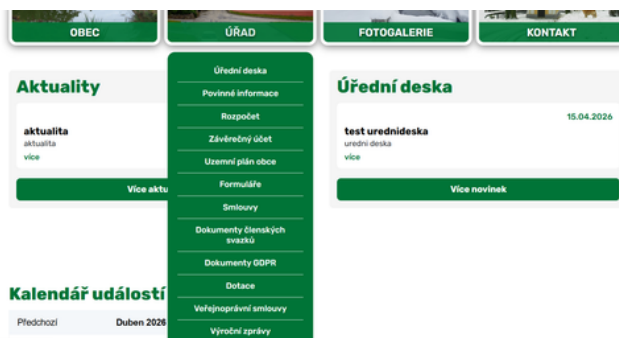 OBEC
ÚŘAD
FOTOGALERIE
KONTAKT
Úřední deska
Povinné informace
Rozpočet
Závěrečný účet
Uzemní plán obce
Formuláře
Smlouvy
Dokumenty členských
svazků
Dokumenty GDPR
Dotace
Veřejnoprávní smlouvy
Výroční zprávy
Aktuality
aktualita
aktualita
více
Více aktu
Úřední deska
15.04.2026
test urednideska
uredni deska
více
Více novinek
Kalendář událostí
Předchozí
Duben 2026